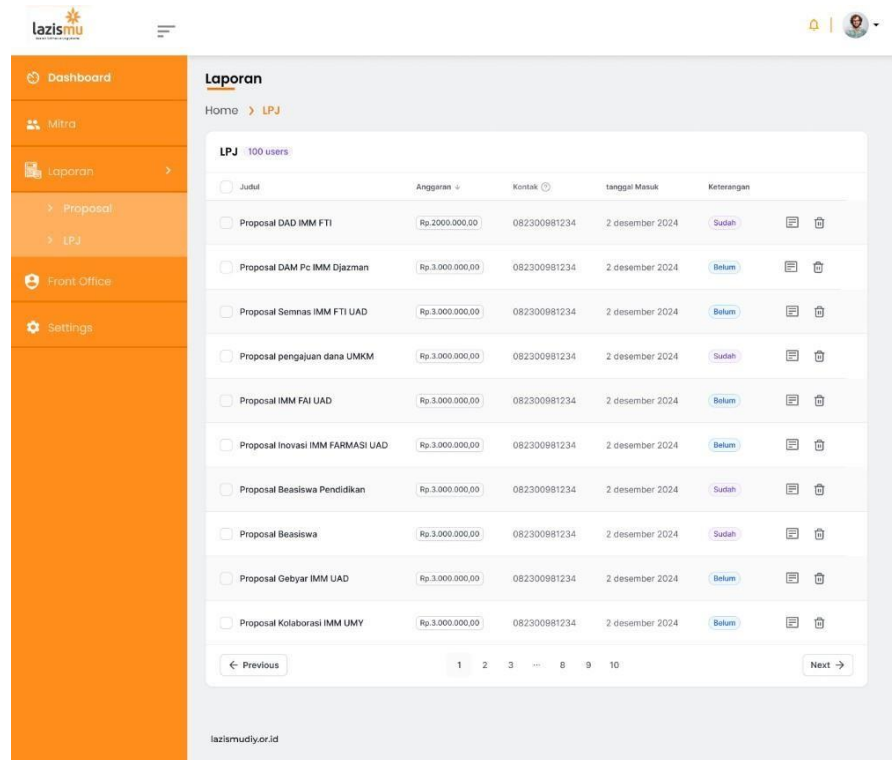 lazismu
Dashboard
Mitra
Laporan
Proposal
LPJ
Front Office
Settings
Laporan
Home > LPJ
LPJ 100 users
Judul Anggaran ↓ Kontak ? tanggal Masuk Keterangan
Proposal DAD IMM FTI Rp.2000.000,00 082300981234 2 desember 2024 Sudah
Proposal DAM Pc IMM Djazman Rp.3.000.000,00 082300981234 2 desember 2024 Belum
Proposal Semnas IMM FTI UAD Rp.3.000.000,00 082300981234 2 desember 2024 Belum
Proposal pengajuan dana UMKM Rp.3.000.000,00 082300981234 2 desember 2024 Sudah
Proposal IMM FAI UAD Rp.3.000.000,00 082300981234 2 desember 2024 Belum
Proposal Inovasi IMM FARMASI UAD Rp.3.000.000,00 082300981234 2 desember 2024 Belum
Proposal Beasiswa Pendidikan Rp.3.000.000,00 082300981234 2 desember 2024 Sudah
Proposal Beasiswa Rp.3.000.000,00 082300981234 2 desember 2024 Sudah
Proposal Gebyar IMM UAD Rp.3.000.000,00 082300981234 2 desember 2024 Belum
Proposal Kolaborasi IMM UMY Rp.3.000.000,00 082300981234 2 desember 2024 Belum
← Previous 1 2 3 ... 8 9 10 Next →
lazismudiy.or.id